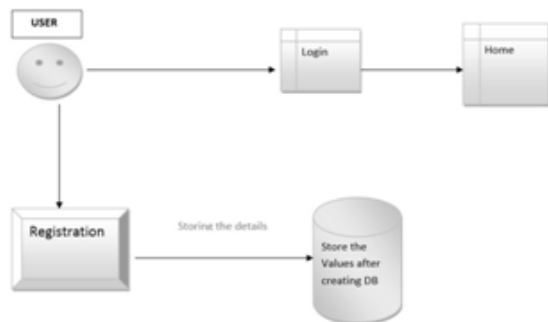 USER
Login
Home
Registration
Storing the details
Store the
Values after
creating DB